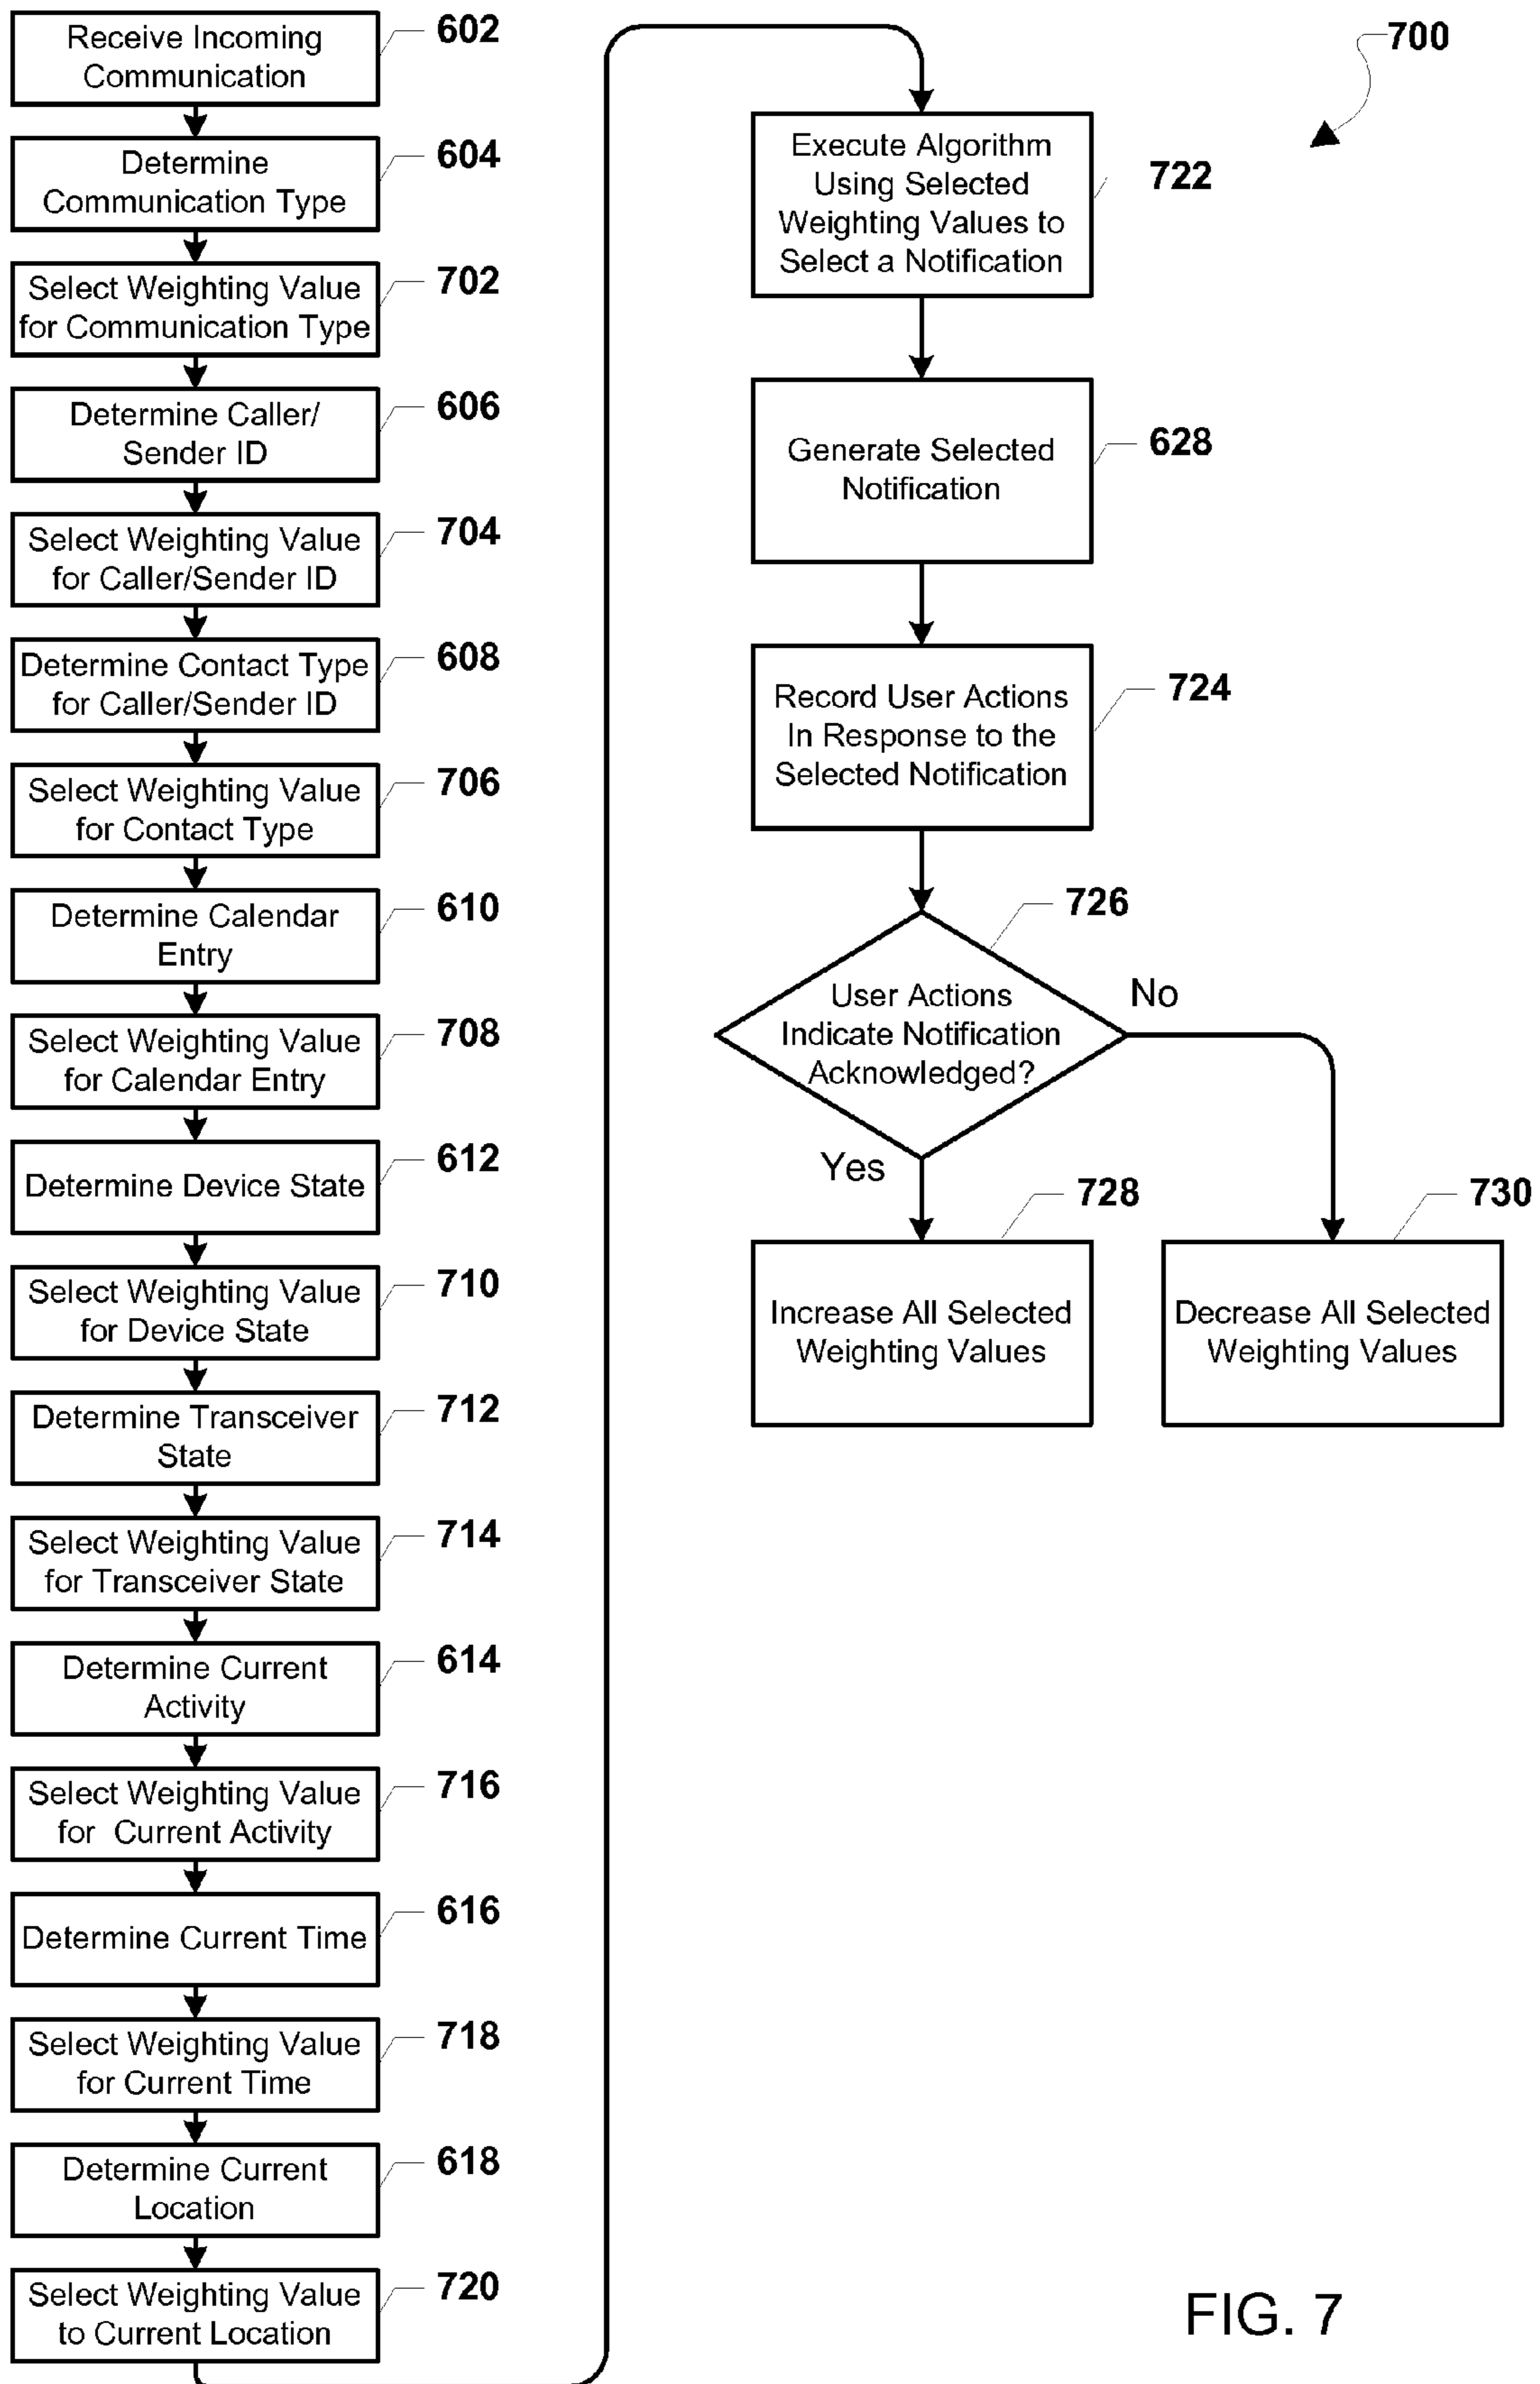 Receive Incoming
Communication
602
Determine
Communication Type
604
Select Weighting Value
for Communication Type
702
Determine Caller/
Sender ID
606
Select Weighting Value
for Caller/Sender ID
704
Determine Contact Type
for Caller/Sender ID
608
Select Weighting Value
for Contact Type
706
Determine Calendar
Entry
610
Select Weighting Value
for Calendar Entry
708
Determine Device State
612
Select Weighting Value
for Device State
710
Determine Transceiver
State
712
Select Weighting Value
for Transceiver State
714
Determine Current
Activity
614
Select Weighting Value
for Current Activity
716
Determine Current Time
616
Select Weighting Value
for Current Time
718
Determine Current
Location
618
Select Weighting Value
to Current Location
720
700
Execute Algorithm
Using Selected
Weighting Values to
Select a Notification
722
Generate Selected
Notification
628
Record User Actions
In Response to the
Selected Notification
724
User Actions
Indicate Notification
Acknowledged?
726
No
Yes
Increase All Selected
Weighting Values
728
Decrease All Selected
Weighting Values
730
FIG. 7